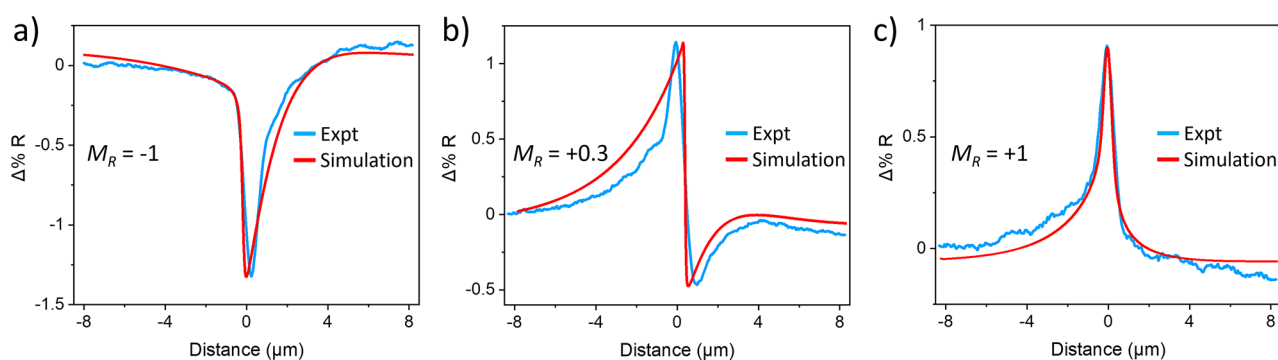 a)
0
-0.5
-1
-1.5
Δ% R
M_R = -1
Expt
Simulation
-8
-4
0
4
8
Distance (µm)
b)
1
0.5
0
-0.5
Δ% R
M_R = +0.3
Expt
Simulation
-8
-4
0
4
8
Distance (µm)
c)
1
0.5
0
Δ% R
M_R = +1
Expt
Simulation
-8
-4
0
4
8
Distance (µm)